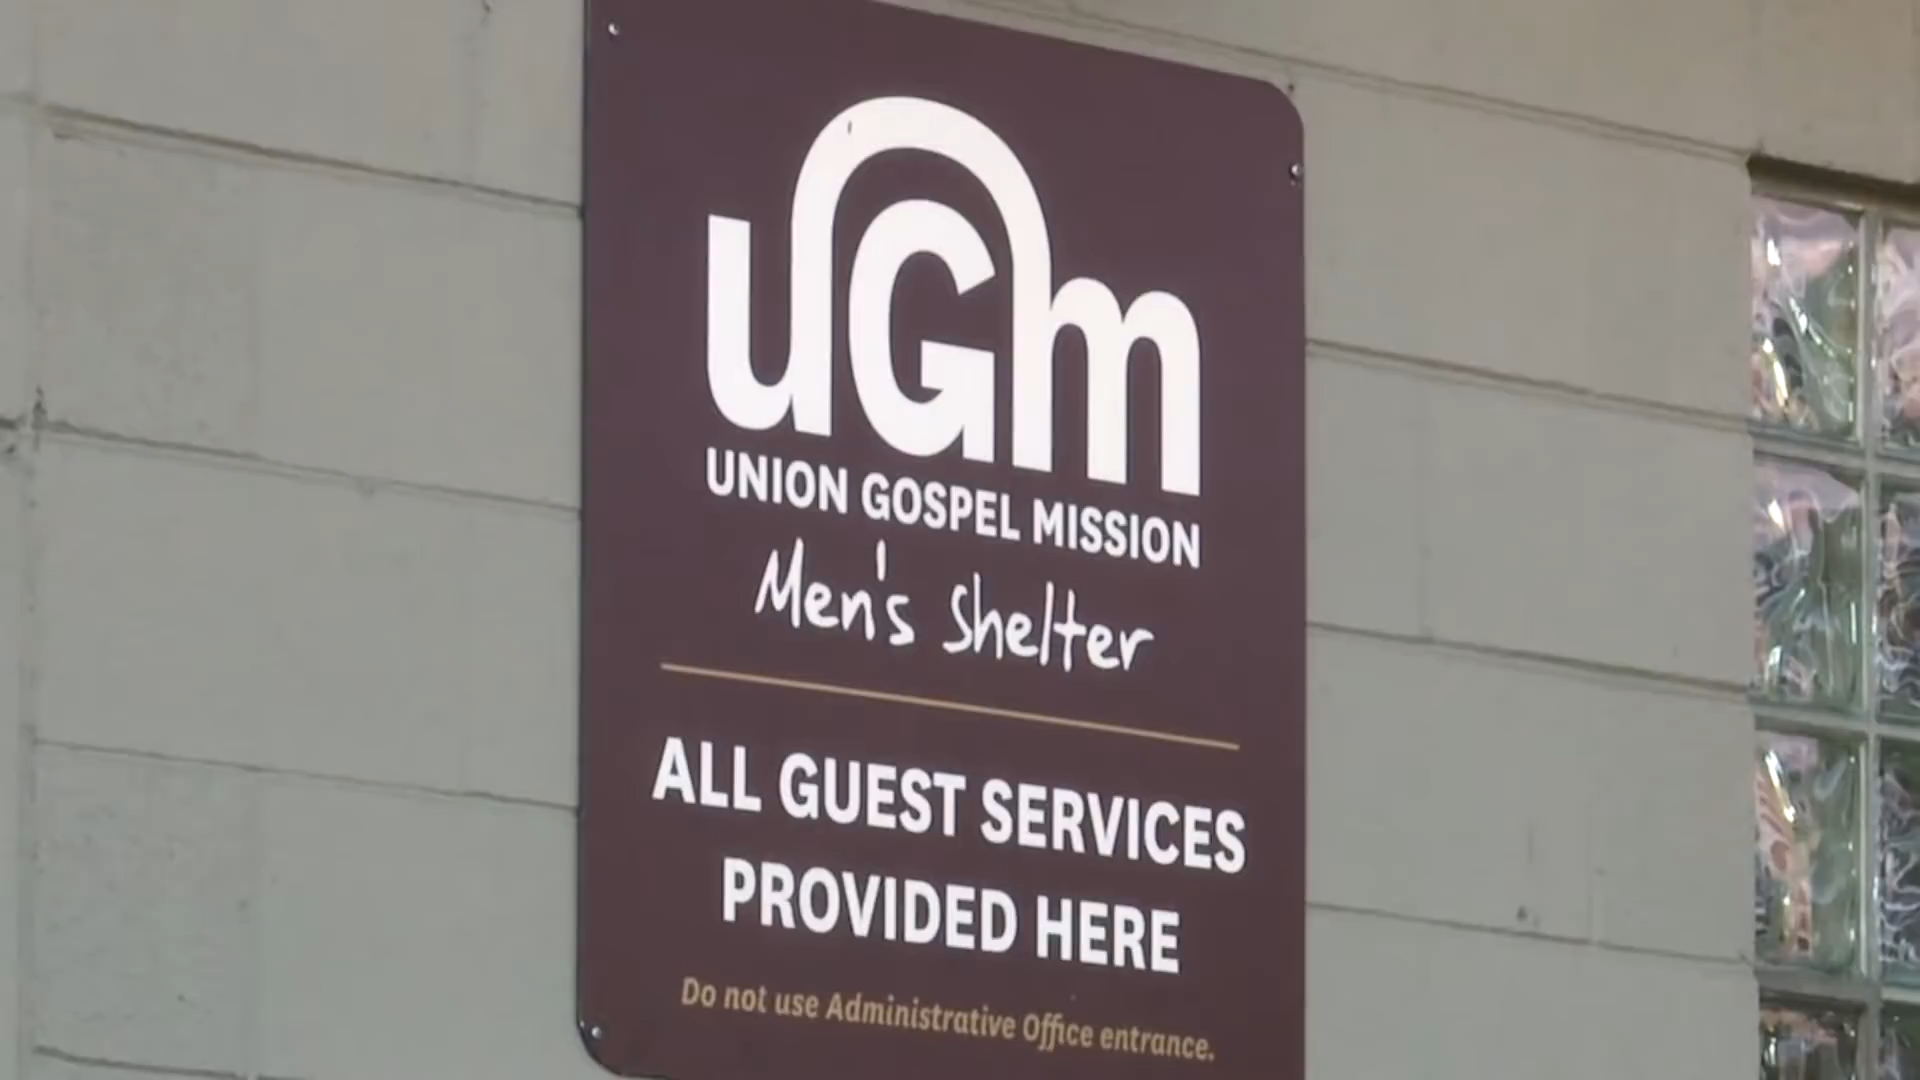 uGm
UNION GOSPEL MISSION
Men's Shelter
ALL GUEST SERVICES
PROVIDED HERE
Do not use Administrative Office entrance.